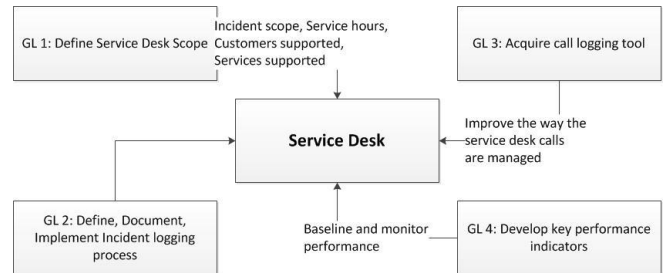 GL 1: Define Service Desk Scope
Incident scope, Service hours,
Customers supported,
Services supported
GL 3: Acquire call logging tool
Service Desk
Improve the way the
service desk calls
are managed
GL 2: Define, Document,
Implement Incident logging
process
Baseline and monitor
performance
GL 4: Develop key performance
indicators